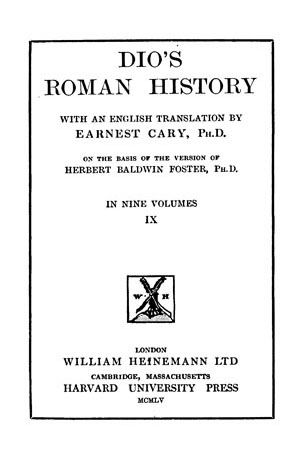 DIO'S
ROMAN HISTORY
WITH AN ENGLISH TRANSLATION BY
EARNEST CARY, PH.D.
ON THE BASIS OF THE VERSION OF
HERBERT BALDWIN FOSTER, PH.D.
IN NINE VOLUMES
IX
W H
LONDON
WILLIAM HEINEMANN LTD
CAMBRIDGE, MASSACHUSETTS
HARVARD UNIVERSITY PRESS
MCMLV